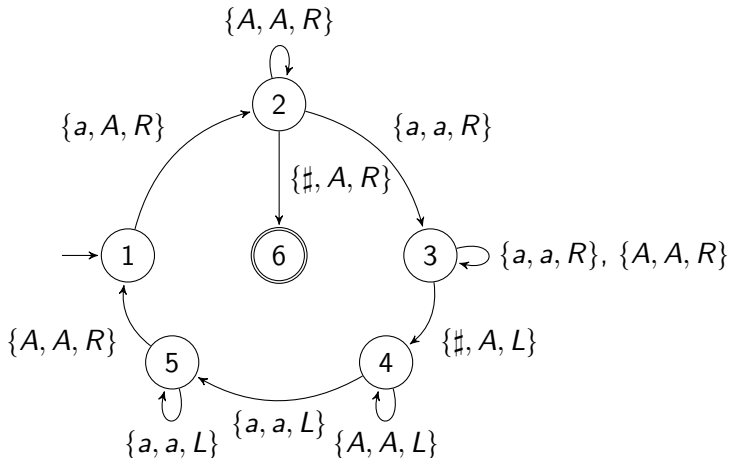 {A, A, R}
2
{a, A, R}
{a, a, R}
{♯, A, R}
1
6
3
{a, a, R}, {A, A, R}
{A, A, R}
{♯, A, L}
5
4
{a, a, L}
{a, a, L}
{A, A, L}